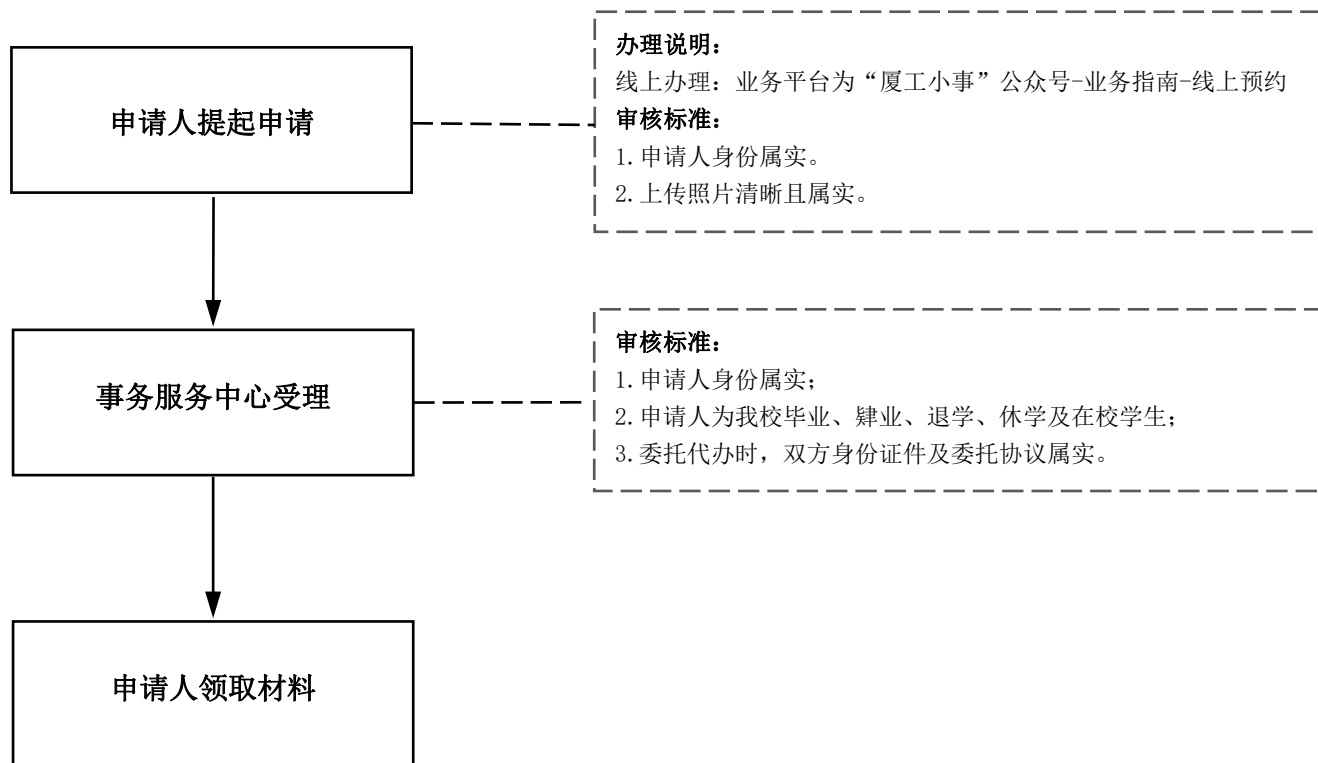 申请人提起申请
办理说明：
线上办理：业务平台为“厦工小事”公众号-业务指南-线上预约
审核标准：
1.申请人身份属实。
2.上传照片清晰且属实。
事务服务中心受理
审核标准：
1.申请人身份属实；
2.申请人为我校毕业、肄业、退学、休学及在校学生；
3.委托代办时，双方身份证件及委托协议属实。
申请人领取材料